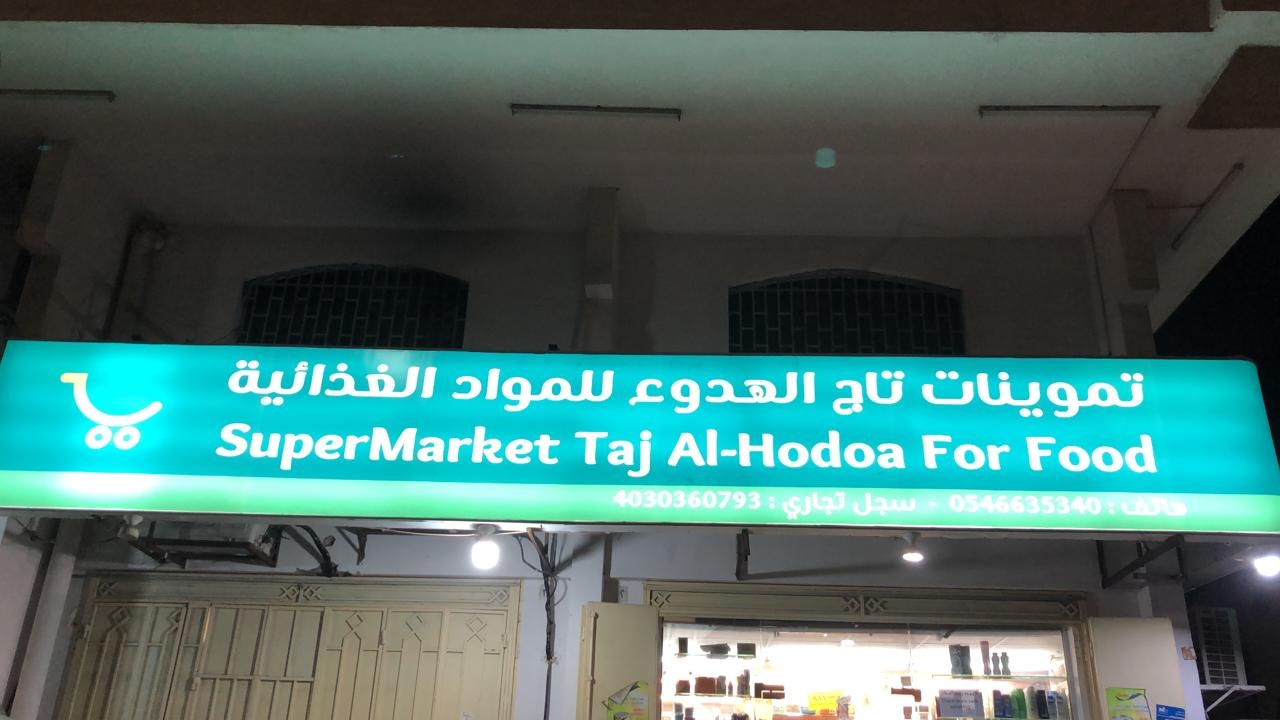 تموينات تاج الهدوء للمواد الغذائية
SuperMarket Taj Al-Hodoa For Food
هاتف : 0546635340 - سجل تجاري : 4030360793